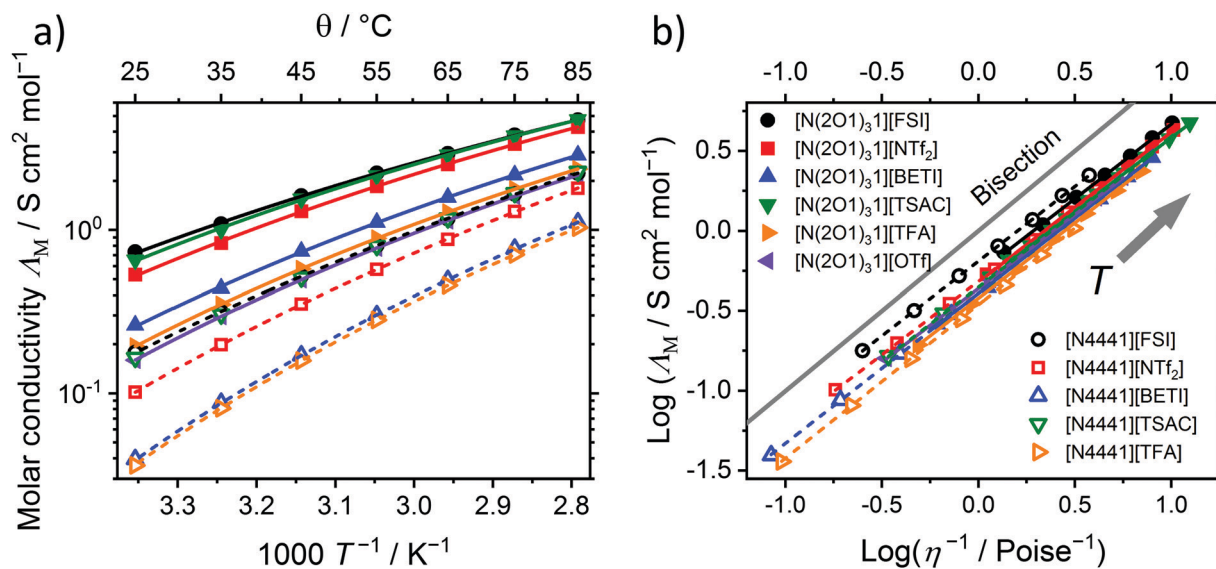 a)
θ / °C
25 35 45 55 65 75 85
Molar conductivity Λ_M / S cm² mol⁻¹
10⁰
10⁻¹
3.3 3.2 3.1 3.0 2.9 2.8
1000 T⁻¹ / K⁻¹
b)
-1.0 -0.5 0.0 0.5 1.0
Log (Λ_M / S cm² mol⁻¹)
0.5
0.0
-0.5
-1.0
-1.5
[N(2O1)₃1][FSI]
[N(2O1)₃1][NTf₂]
[N(2O1)₃1][BETI]
[N(2O1)₃1][TSAC]
[N(2O1)₃1][TFA]
[N(2O1)₃1][OTf]
Bisection
T
[N4441][FSI]
[N4441][NTf₂]
[N4441][BETI]
[N4441][TSAC]
[N4441][TFA]
-1.0 -0.5 0.0 0.5 1.0
Log(η⁻¹ / Poise⁻¹)